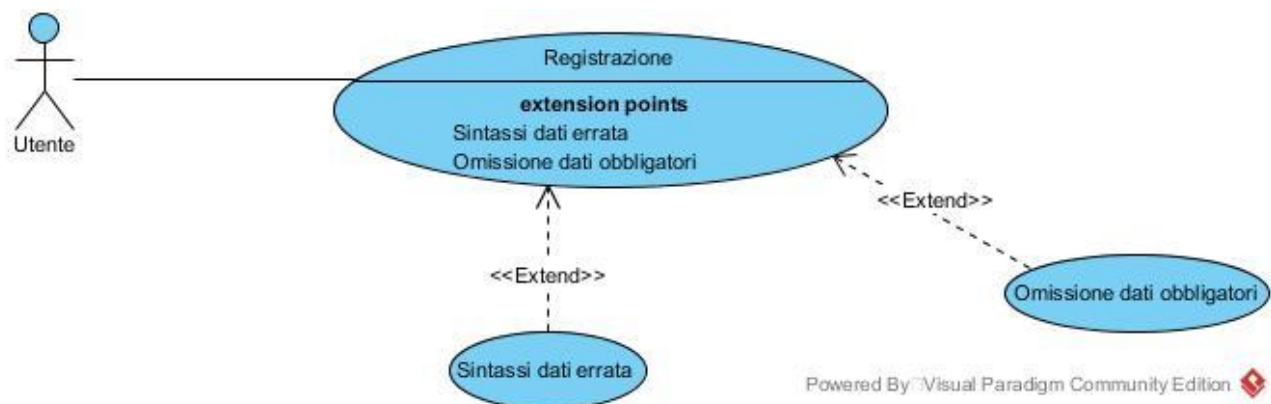 Registrazione
extension points
Sintassi dati errata
Omissione dati obbligatori
Utente
<<Extend>>
<<Extend>>
Omissione dati obbligatori
Sintassi dati errata
Powered By Visual Paradigm Community Edition